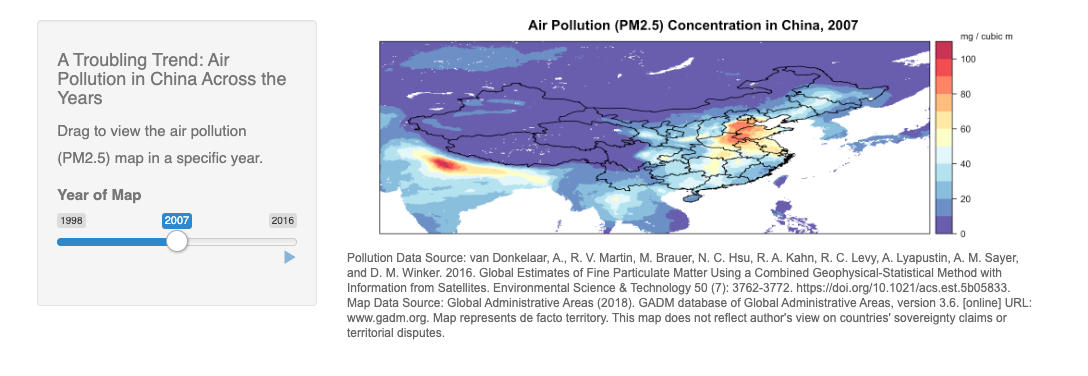 A Troubling Trend: Air
Pollution in China Across the
Years
Drag to view the air pollution
(PM2.5) map in a specific year.
Year of Map
1998 2007 2016
Air Pollution (PM2.5) Concentration in China, 2007
mg / cubic m
100
80
60
40
20
0
Pollution Data Source: van Donkelaar, A., R. V. Martin, M. Brauer, N. C. Hsu, R. A. Kahn, R. C. Levy, A. Lyapustin, A. M. Sayer,
and D. M. Winker. 2016. Global Estimates of Fine Particulate Matter Using a Combined Geophysical-Statistical Method with
Information from Satellites. Environmental Science & Technology 50 (7): 3762-3772. https://doi.org/10.1021/acs.est.5b05833.
Map Data Source: Global Administrative Areas (2018). GADM database of Global Administrative Areas, version 3.6. [online] URL:
www.gadm.org. Map represents de facto territory. This map does not reflect author's view on countries' sovereignty claims or
territorial disputes.